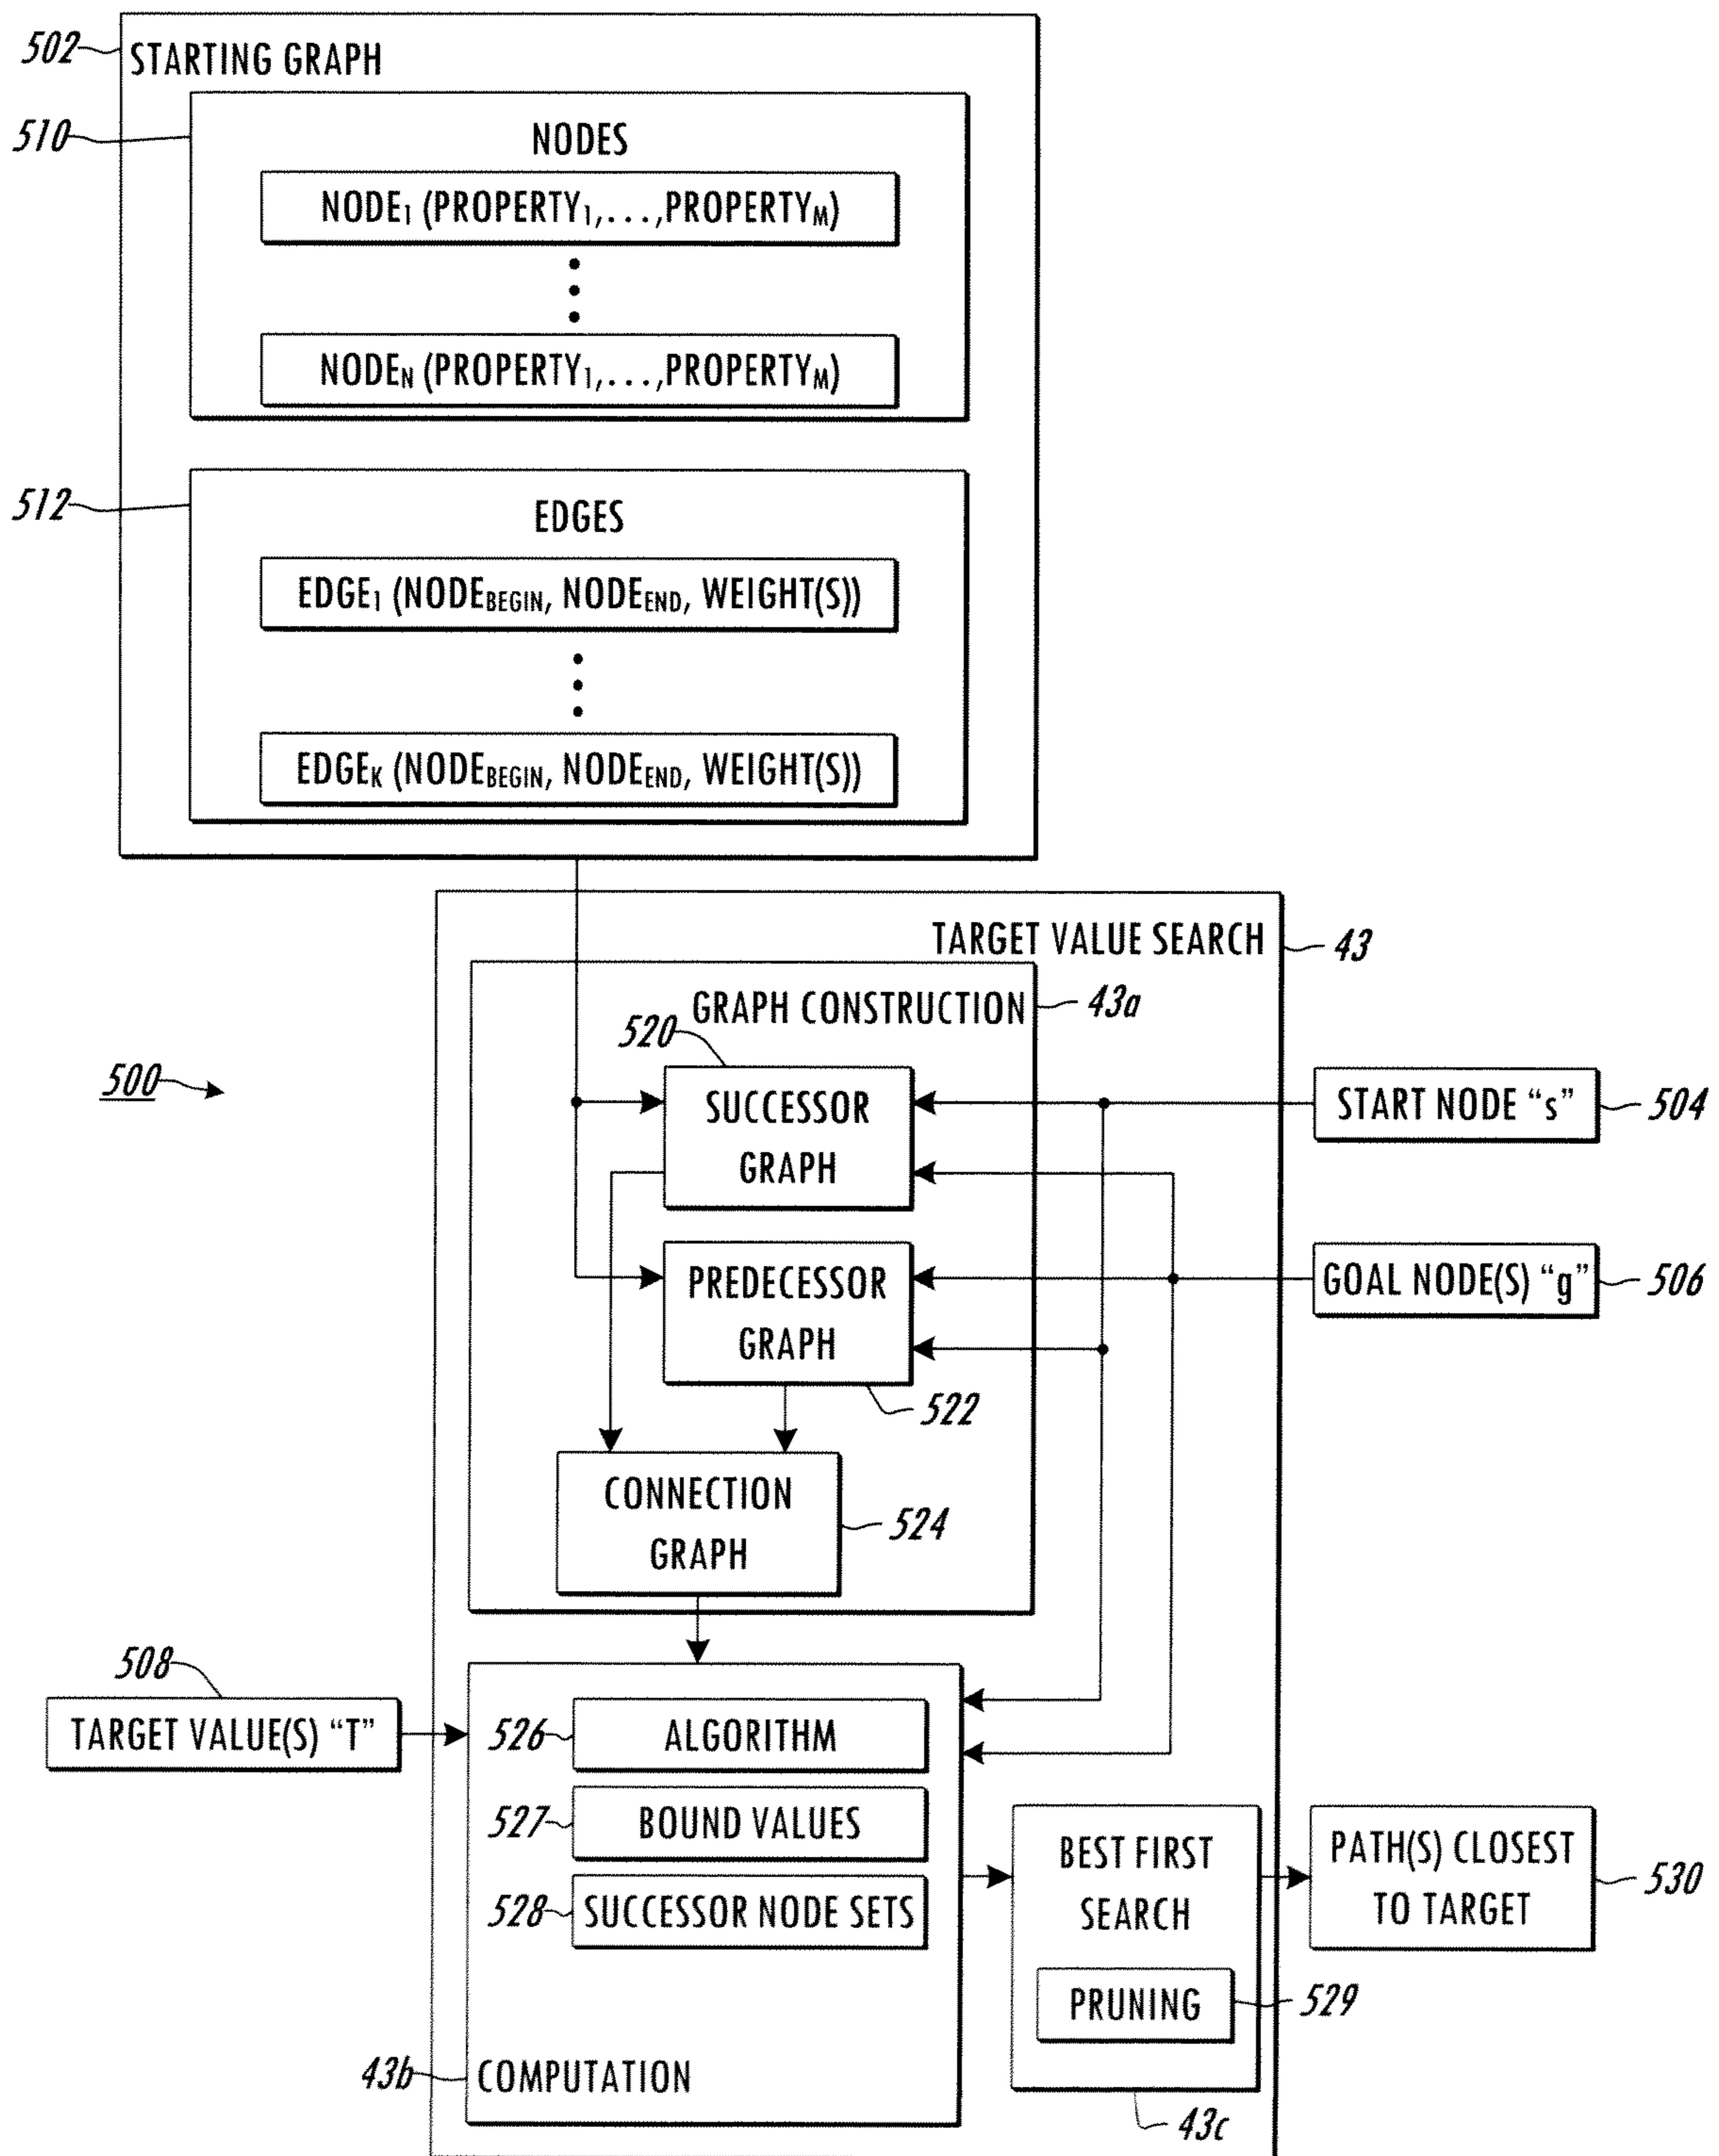 502
STARTING GRAPH
510
NODES
NODE₁ (PROPERTY₁,...,PROPERTYM)
NODEN (PROPERTY₁,...,PROPERTYM)
512
EDGES
EDGE₁ (NODEBEGIN, NODEEND, WEIGHT(S))
EDGEK (NODEBEGIN, NODEEND, WEIGHT(S))
TARGET VALUE SEARCH
43
GRAPH CONSTRUCTION
43a
520
500
SUCCESSOR
GRAPH
START NODE “s”
504
PREDECESSOR
GRAPH
GOAL NODE(S) “g”
506
522
CONNECTION
GRAPH
524
508
TARGET VALUE(S) “T”
526
ALGORITHM
527
BOUND VALUES
528
SUCCESSOR NODE SETS
43b
COMPUTATION
BEST FIRST
SEARCH
PRUNING
529
43c
PATH(S) CLOSEST
TO TARGET
530